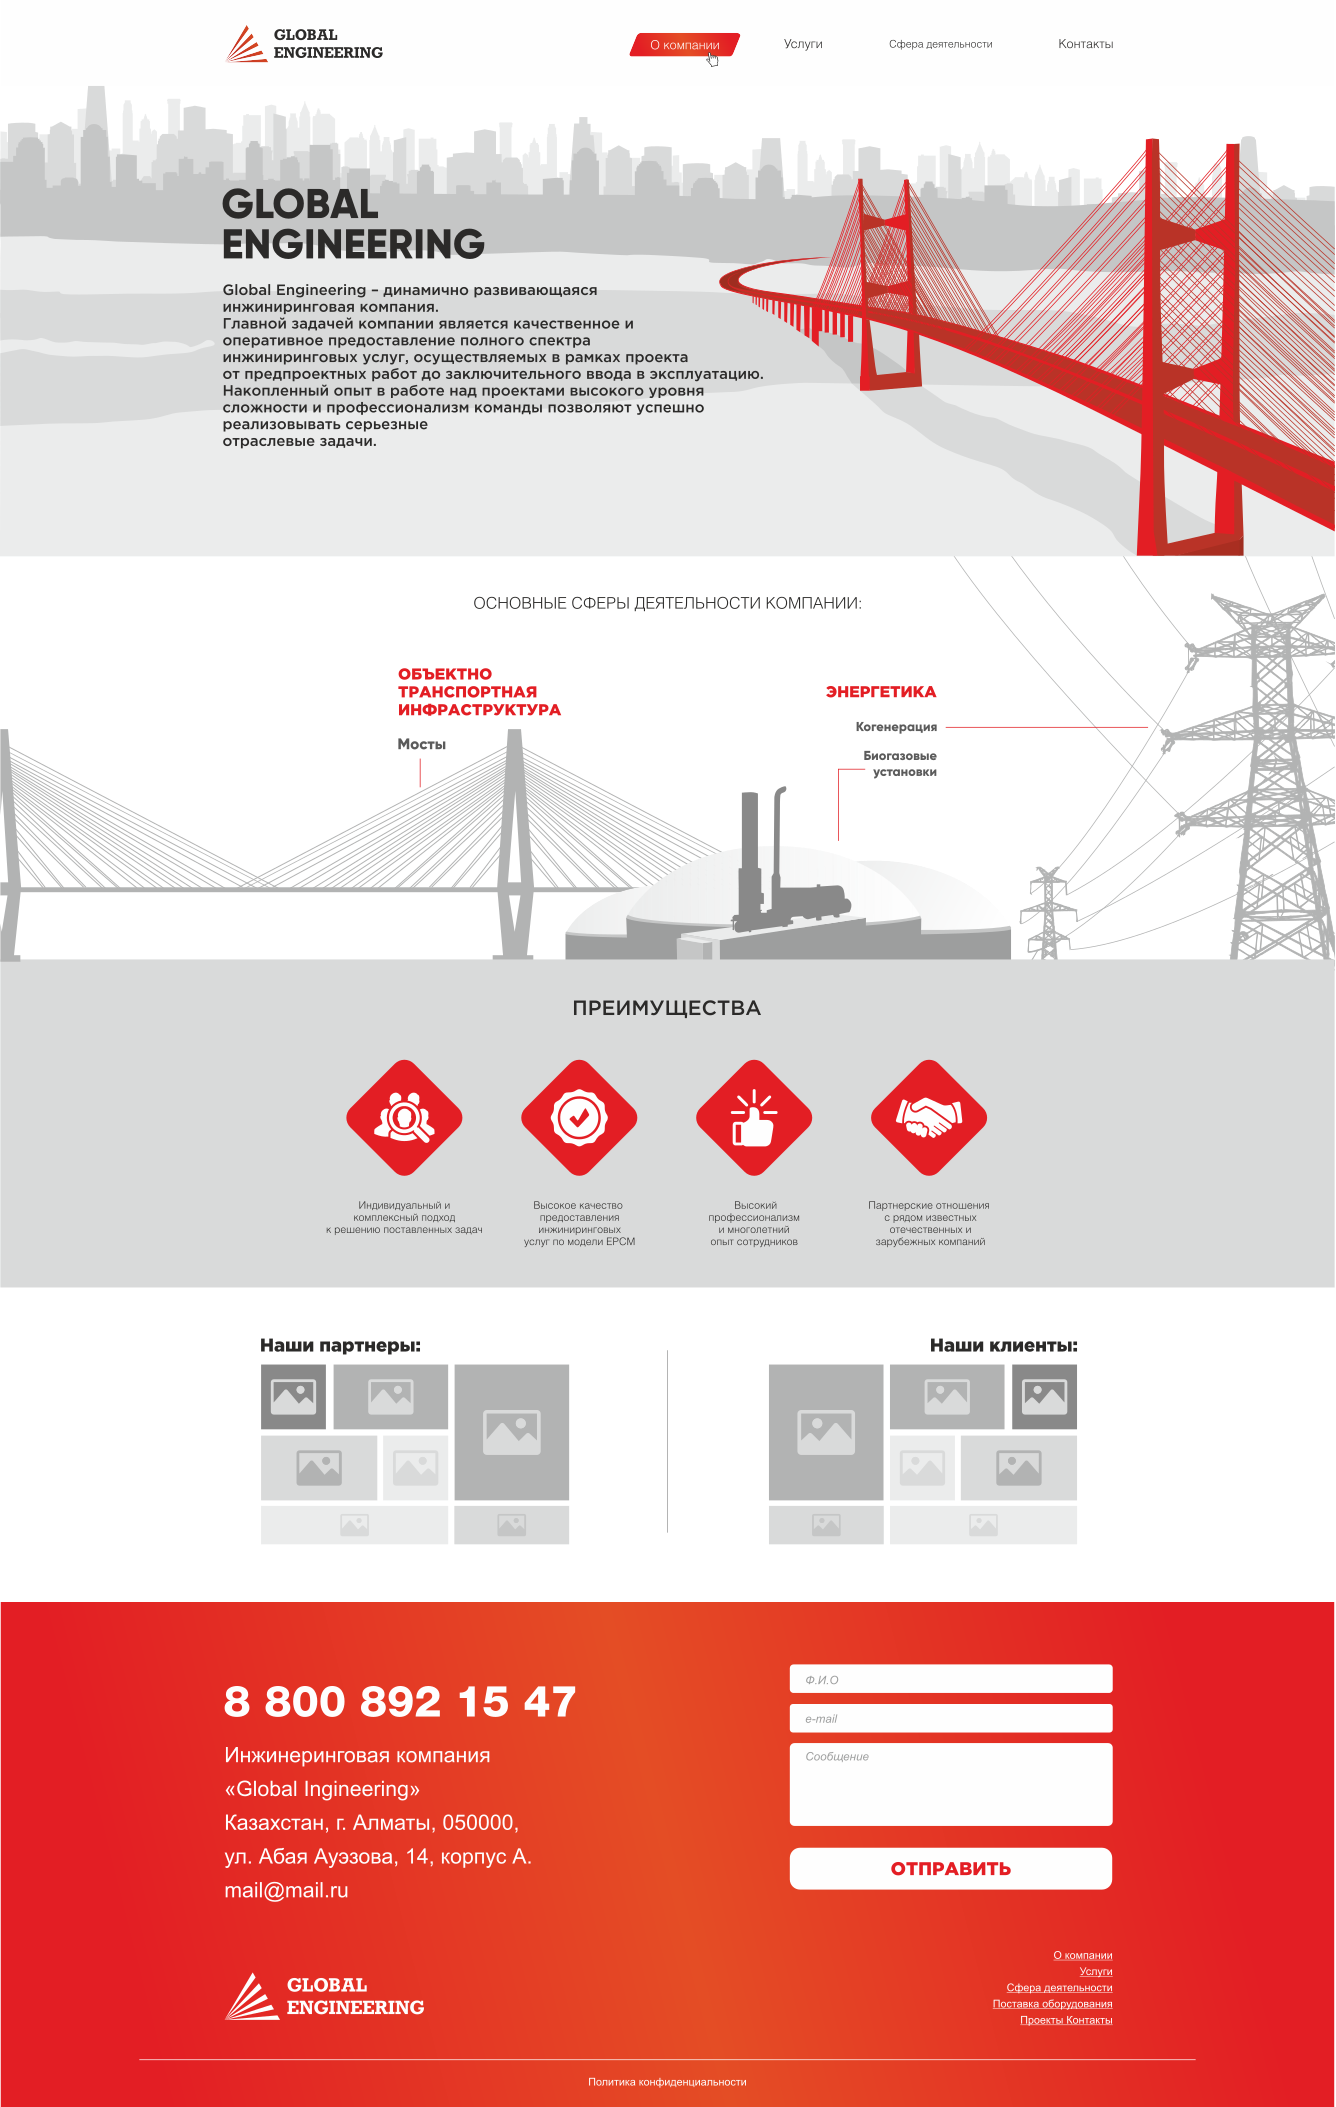 GLOBAL
ENGINEERING
О компании
Услуги
Сфера деятельности
Контакты
GLOBAL
ENGINEERING
Global Engineering – динамично развивающаяся
инжиниринговая компания.
Главной задачей компании является качественное и
оперативное предоставление полного спектра
инжиниринговых услуг, осуществляемых в рамках проекта
от предпроектных работ до заключительного ввода в эксплуатацию.
Накопленный опыт в работе над проектами высокого уровня
сложности и профессионализм команды позволяют успешно
реализовывать серьезные
отраслевые задачи.
ОСНОВНЫЕ СФЕРЫ ДЕЯТЕЛЬНОСТИ КОМПАНИИ:
ОБЪЕКТНО
ТРАНСПОРТНАЯ
ИНФРАСТРУКТУРА
Мосты
ЭНЕРГЕТИКА
Когенерация
Биогазовые
установки
ПРЕИМУЩЕСТВА
Индивидуальный и
комплексный подход
к решению поставленных задач
Высокое качество
предоставления
инжиниринговых
услуг по модели EPCM
Высокий
профессионализм
и многолетний
опыт сотрудников
Партнерские отношения
с рядом известных
отечественных и
зарубежных компаний
Наши партнеры:
Наши клиенты:
8 800 892 15 47
Инжинеринговая компания
«Global Ingineering»
Казахстан, г. Алматы, 050000,
ул. Абая Ауэзова, 14, корпус А.
mail@mail.ru
Ф.И.О
e-mail
Сообщение
ОТПРАВИТЬ
GLOBAL
ENGINEERING
О компании
Услуги
Сфера деятельности
Поставка оборудования
Проекты Контакты
Политика конфиденциальности